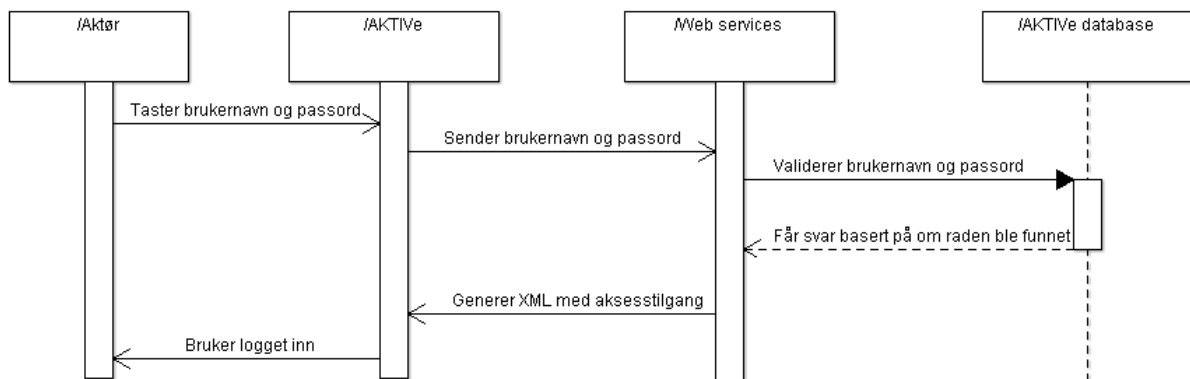 /Aktør
/AKTIVe
/Web services
/AKTIVe database
Taster brukernavn og passord
Sender brukernavn og passord
Validerer brukernavn og passord
Får svar basert på om raden ble funnet
Generer XML med aksesstilgang
Bruker logget inn